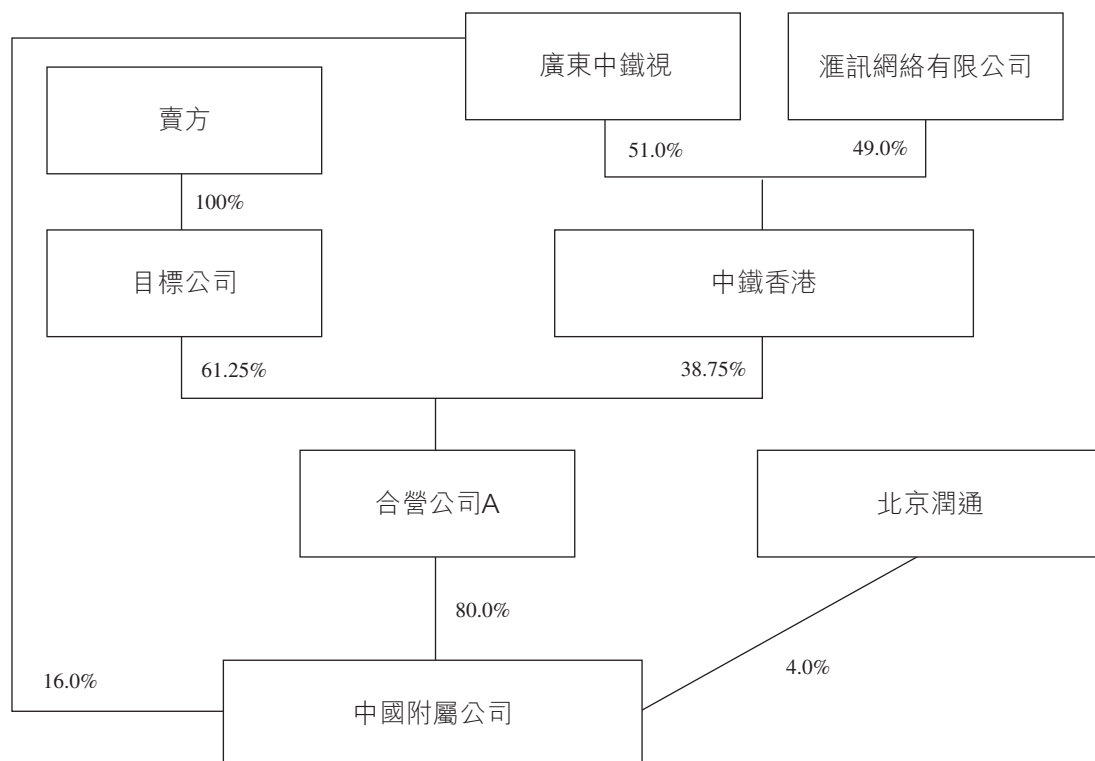 廣東中鐵視
滙訊網絡有限公司
賣方
51.0%
49.0%
100%
目標公司
中鐵香港
61.25%
38.75%
合營公司A
北京潤通
80.0%
4.0%
16.0%
中國附屬公司